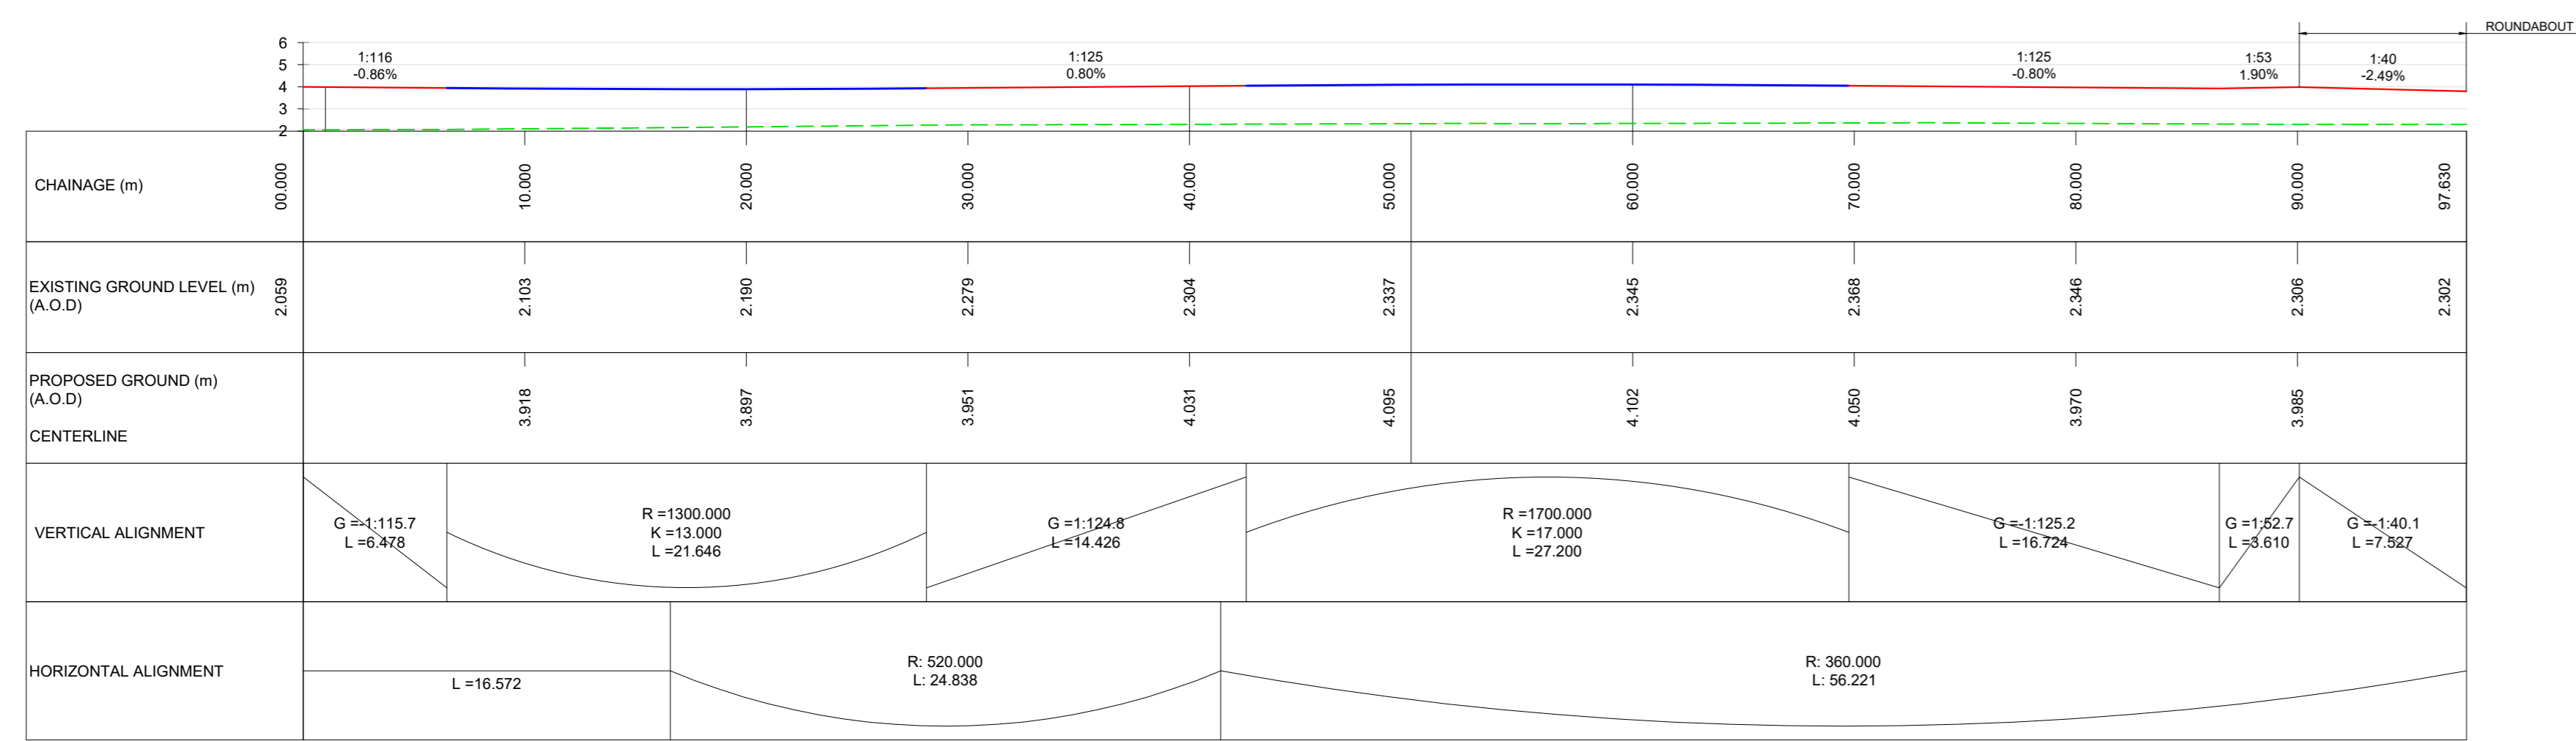 ROUNDABOUT
6
5
4
3
2
1:116
-0.86%
1:125
0.80%
1:125
-0.80%
1:53
1.90%
1:40
-2.49%
CHAINAGE (m)
00.000
10.000
20.000
30.000
40.000
50.000
60.000
70.000
80.000
90.000
97.630
EXISTING GROUND LEVEL (m)
(A.O.D)
2.059
2.103
2.190
2.279
2.304
2.337
2.345
2.368
2.346
2.306
2.302
PROPOSED GROUND (m)
(A.O.D)
CENTERLINE
3.918
3.897
3.951
4.031
4.095
4.102
4.050
3.970
3.985
VERTICAL ALIGNMENT
G =-1:115.7
L =6.478
R =1300.000
K =13.000
L =21.646
G =1:124.8
L =14.426
R =1700.000
K =17.000
L =27.200
G =-1:125.2
L =16.724
G =1:52.7
L =3.610
G =-1:40.1
L =7.527
HORIZONTAL ALIGNMENT
L =16.572
R: 520.000
L: 24.838
R: 360.000
L: 56.221